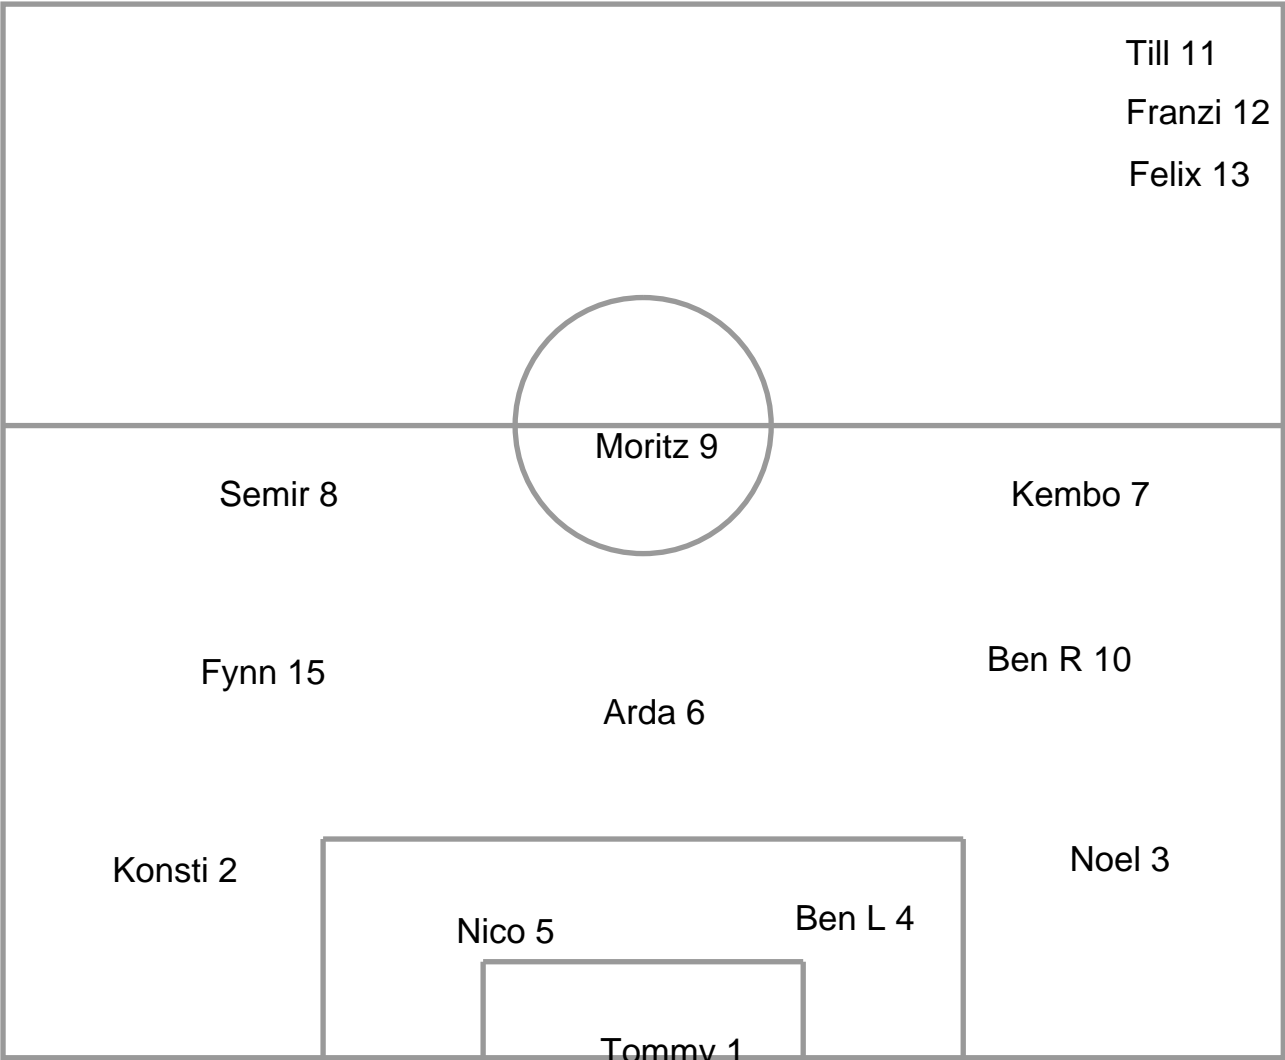 Till 11
Franzi 12
Felix 13
Moritz 9
Semir 8
Kembo 7
Fynn 15
Ben R 10
Arda 6
Konsti 2
Noel 3
Nico 5
Ben L 4
Tommy 1